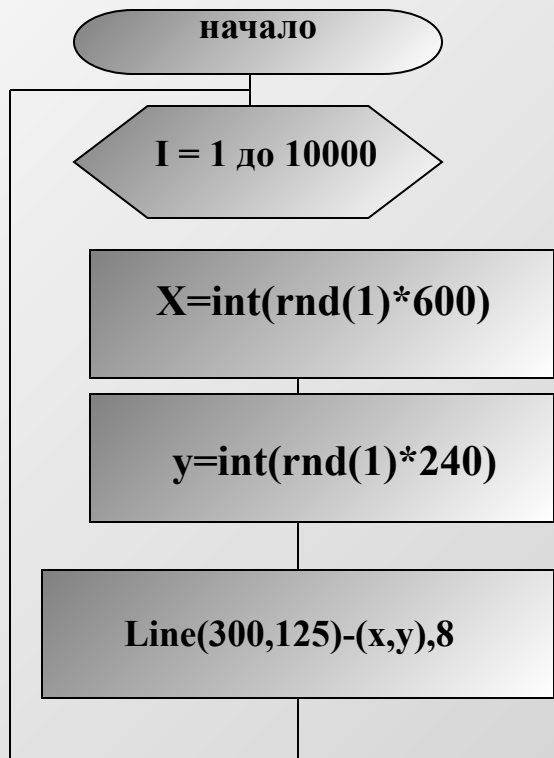 начало
I = 1 до 10000
X=int(rnd(1)*600)
y=int(rnd(1)*240)
Line(300,125)-(x,y),8